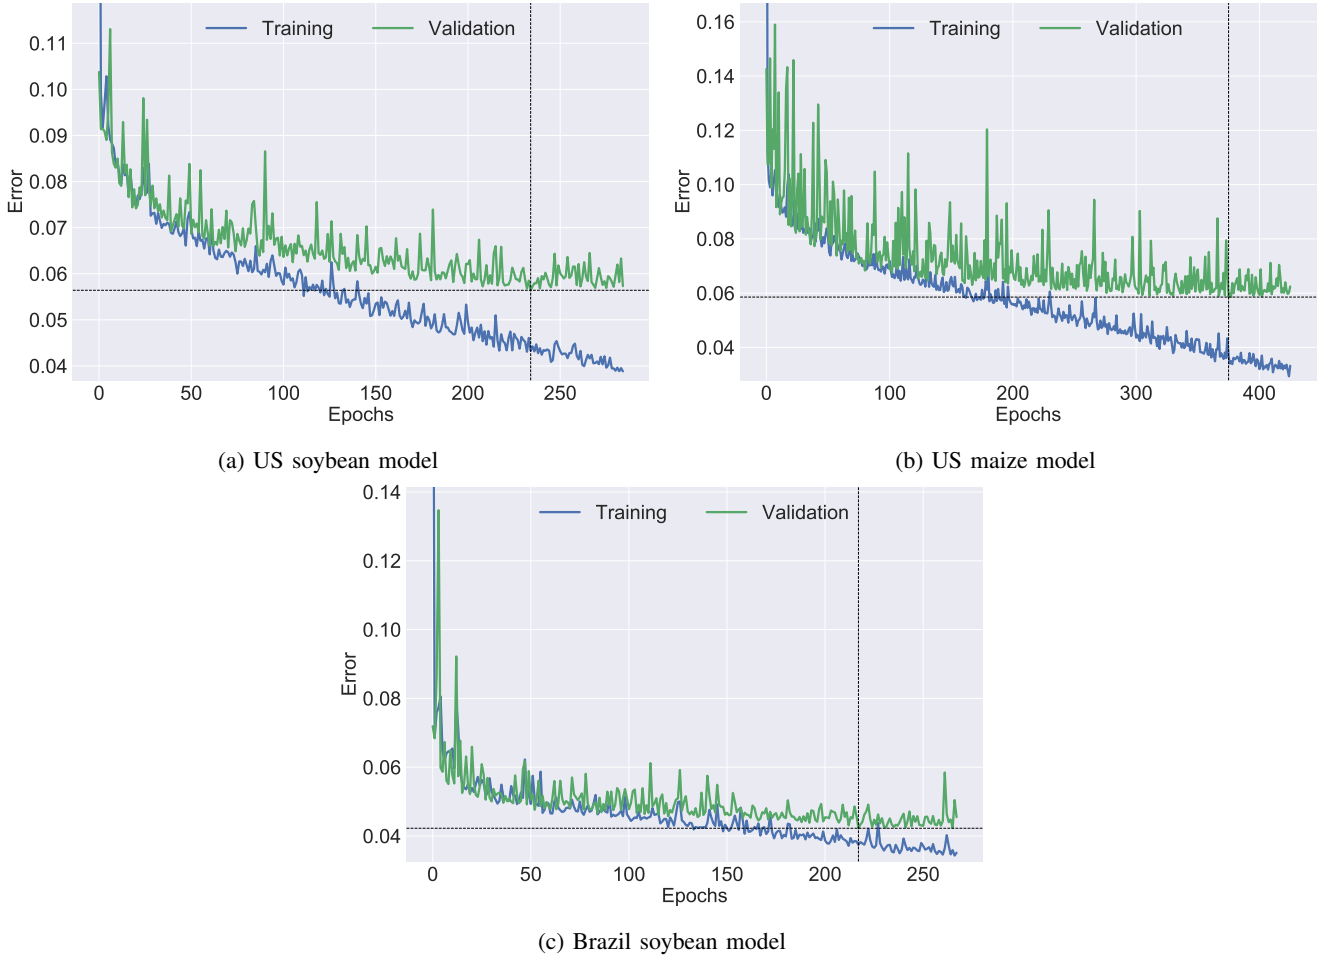 Training Validation
0.11
0.10
0.09
0.08
0.07
0.06
0.05
0.04
Error
0 50 100 150 200 250
Epochs
(a) US soybean model
Training Validation
0.16
0.14
0.12
0.10
0.08
0.06
0.04
Error
0 100 200 300 400
Epochs
(b) US maize model
Training Validation
0.14
0.12
0.10
0.08
0.06
0.04
Error
0 50 100 150 200 250
Epochs
(c) Brazil soybean model